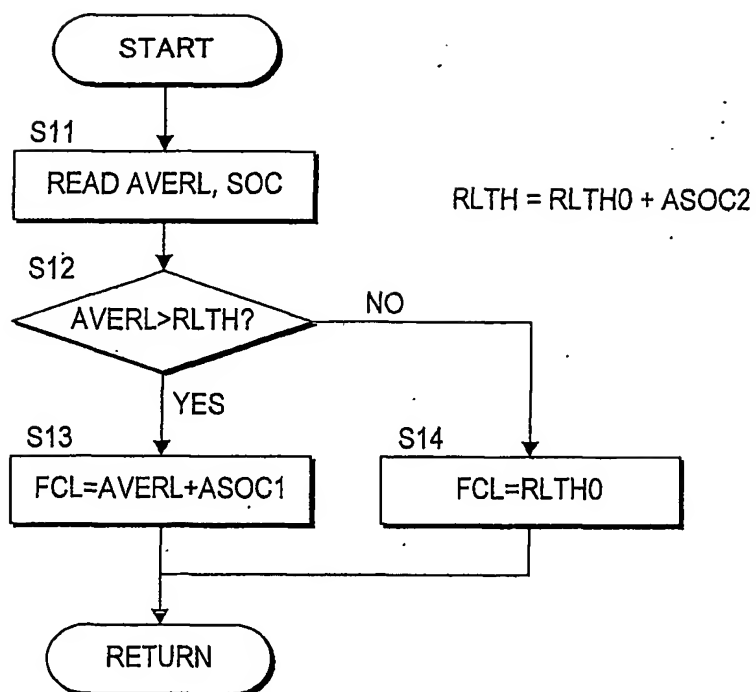 START
S11
READ AVERL, SOC
RLTH = RLTH0 + ASOC2
S12
AVERL>RLTH?
NO
YES
S13
FCL=AVERL+ASOC1
S14
FCL=RLTH0
RETURN